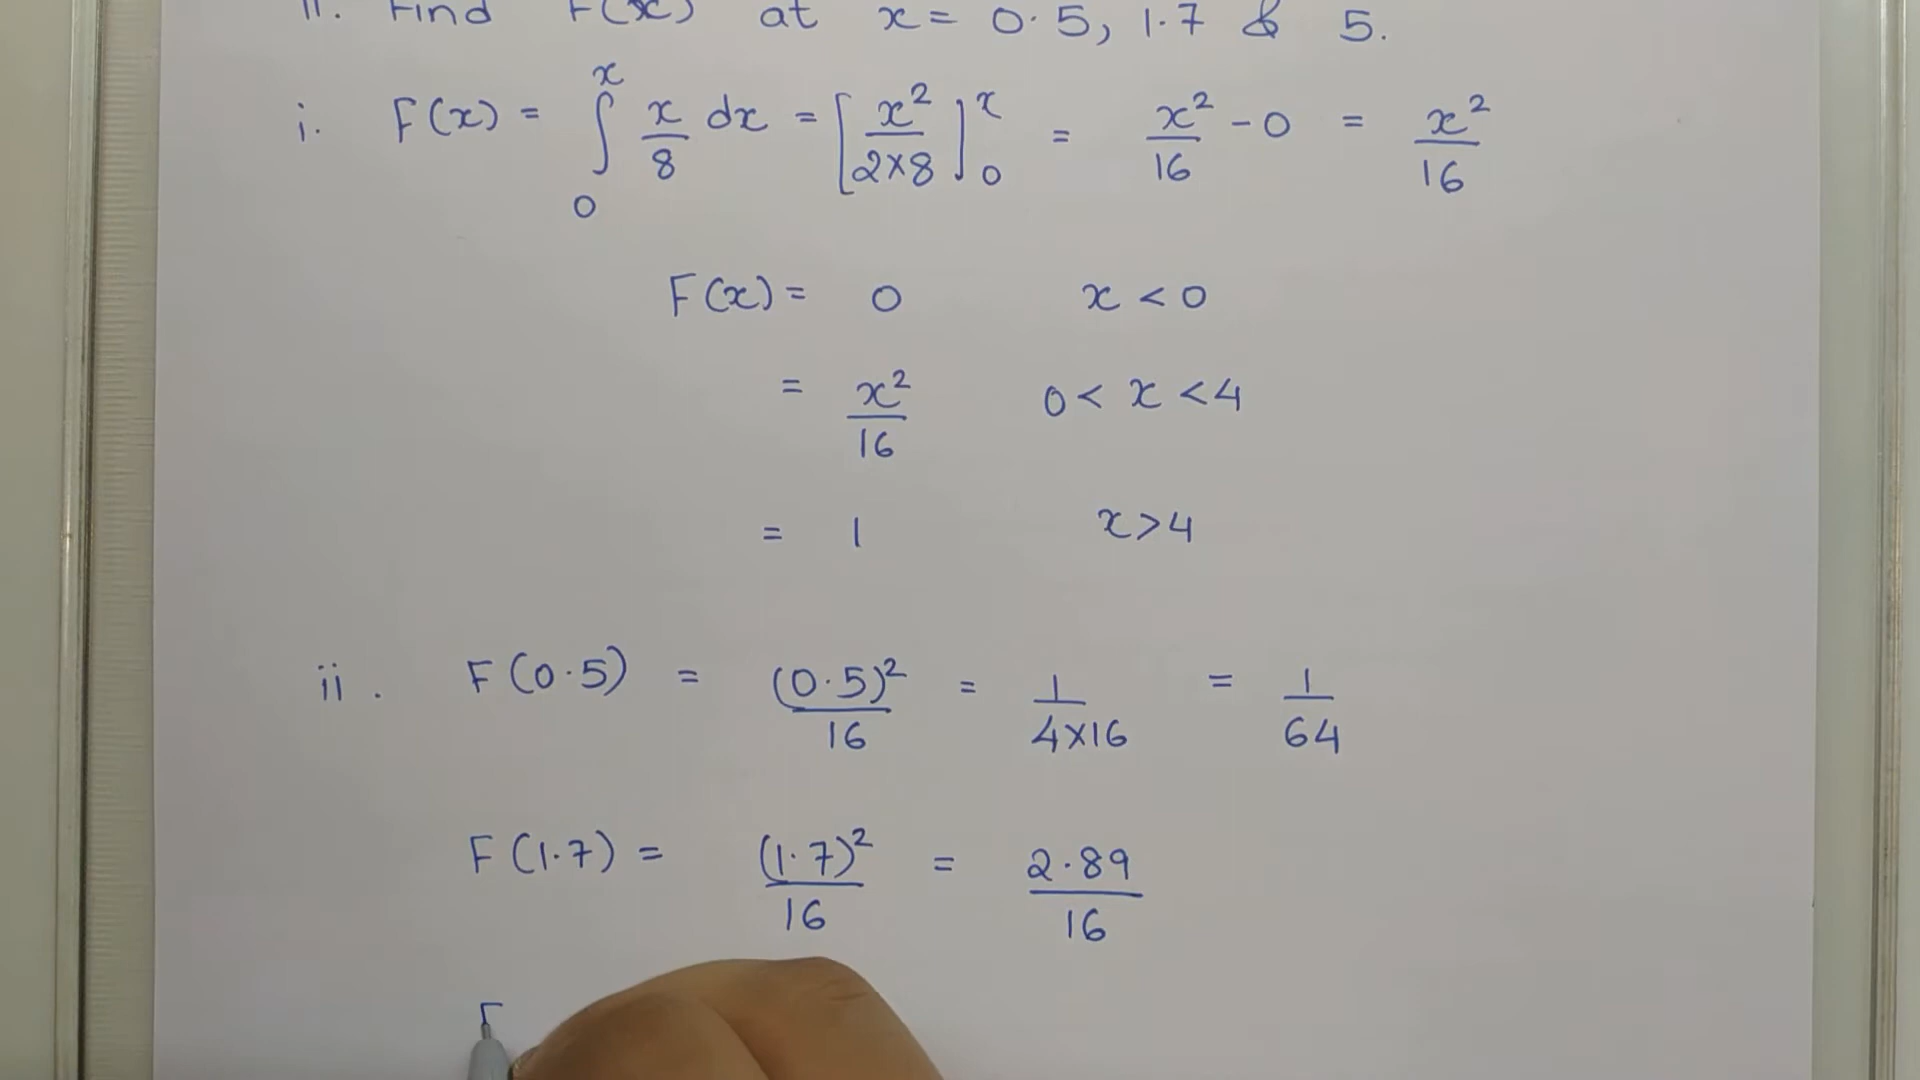 ii. Find F(x) at x = 0.5, 1.7 & 5.
i. F(x) = ∫₀ˣ x/8 dx = [x²/(2×8)]₀ˣ = x²/16 - 0 = x²/16
F(x) = 0 x < 0
= x²/16 0 < x < 4
= 1 x > 4
ii. F(0.5) = (0.5)²/16 = 1/(4×16) = 1/64
F(1.7) = (1.7)²/16 = 2.89/16